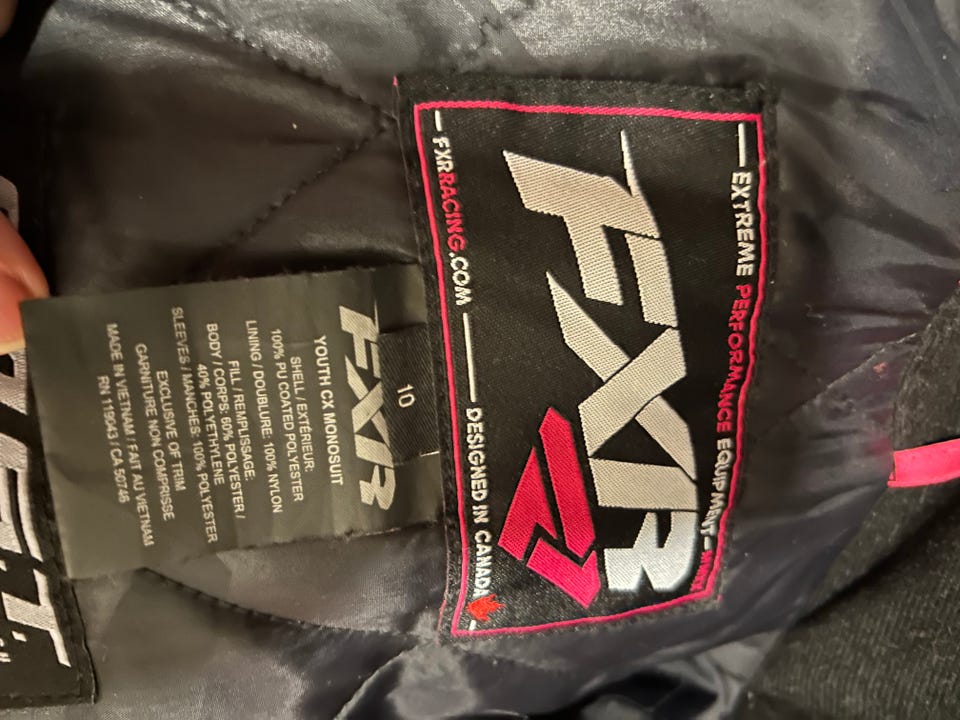 EXTREME PERFORMANCE EQUIPMENT
FXR
FXRRACING.COM
DESIGNED IN CANADA
10
FXR
YOUTH CX MONOSUIT
SHELL / EXTÉRIEUR:
100% PU COATED POLYESTER
LINING / DOUBLURE: 100% NYLON
FILL / REMPLISSAGE:
BODY / CORPS: 60% POLYESTER /
40% POLYETHYLENE
SLEEVES / MANCHES: 100% POLYESTER
EXCLUSIVE OF TRIM
GARNITURE NON COMPRISSE
MADE IN VIETNAM / FAIT AU VIETNAM
RN 119043 / CA 50746